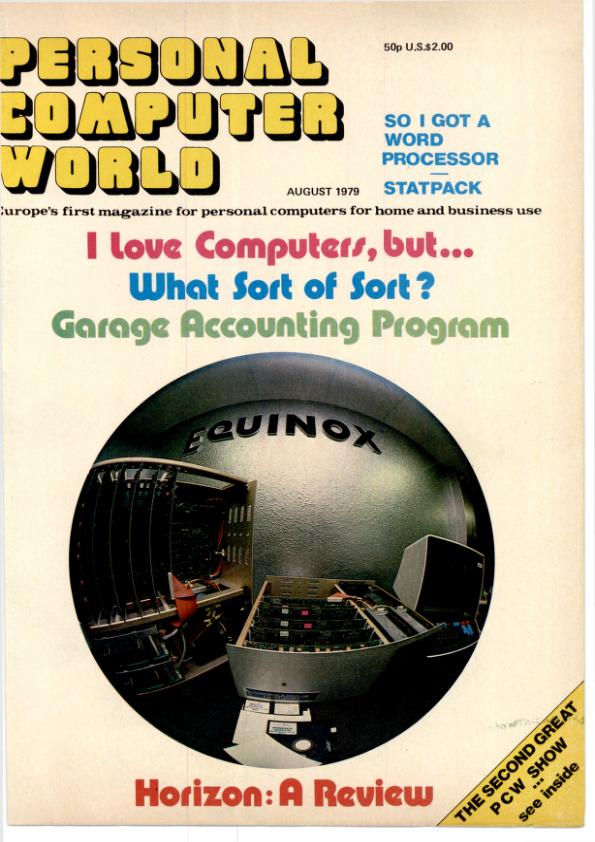 PERSONAL
COMPUTER
WORLD
50p U.S.$2.00
SO I GOT A
WORD
PROCESSOR
—
STATPACK
AUGUST 1979
Europe's first magazine for personal computers for home and business use
I Love Computers, but...
What Sort of Sort?
Garage Accounting Program
EQUINOX
Horizon: A Review
THE SECOND GREAT
PCW SHOW
...
see inside